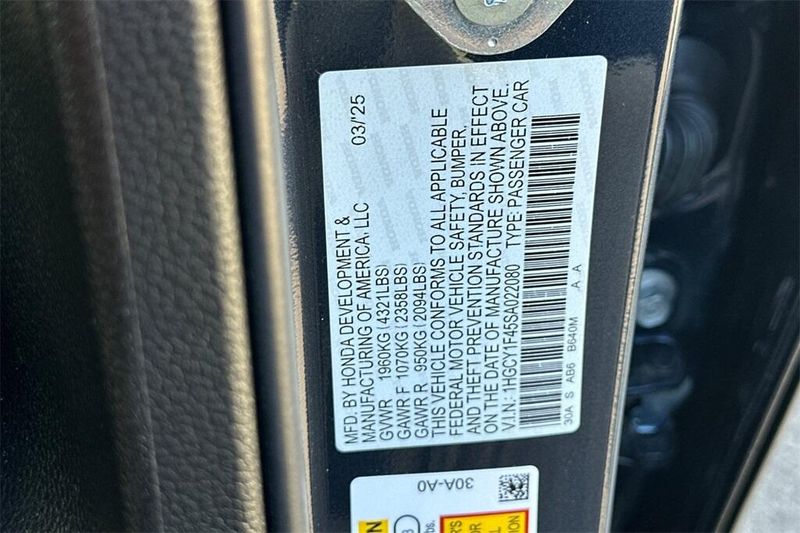 MFD. BY HONDA DEVELOPMENT &
MANUFACTURING OF AMERICA, LLC 03/'25
GVWR 1960KG (4321LBS)
GAWR F 1070KG (2358LBS)
GAWR R 950KG (2094LBS)
THIS VEHICLE CONFORMS TO ALL APPLICABLE
FEDERAL MOTOR VEHICLE SAFETY, BUMPER,
AND THEFT PREVENTION STANDARDS IN EFFECT
ON THE DATE OF MANUFACTURE SHOWN ABOVE.
V.I.N.: 1HGCY1F45SA022080 TYPE: PASSENGER CAR
30A S AB6 B640M A A
30A-A0